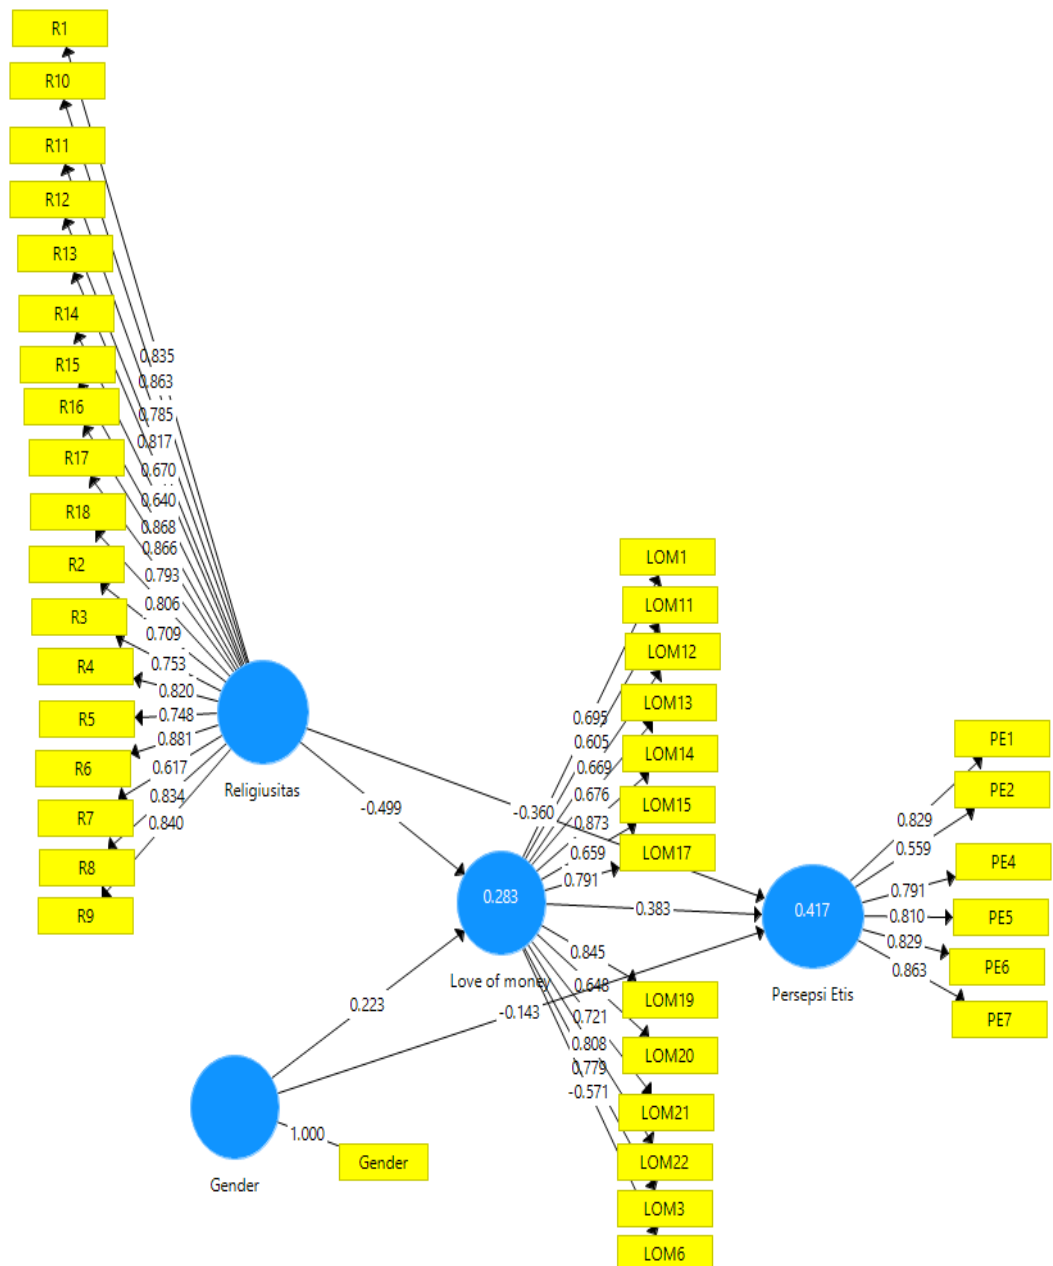 R1
R10
R11
R12
R13
R14
R15
R16
R17
R18
R2
R3
R4
R5
R6
R7
R8
R9
0.835
0.863
0.785
0.817
0.670
0.640
0.868
0.866
0.793
0.806
0.709
0.753
0.820
0.748
0.881
0.617
0.834
0.840
Religiusitas
-0.499
-0.360
LOM1
LOM11
LOM12
LOM13
LOM14
LOM15
LOM17
0.695
0.605
0.669
0.676
0.873
0.659
0.791
0.283
Love of money
0.383
0.845
0.648
0.721
0.808
0.779
-0.571
LOM19
LOM20
LOM21
LOM22
LOM3
LOM6
PE1
PE2
PE4
PE5
PE6
PE7
0.829
0.559
0.791
0.810
0.829
0.863
0.417
Persepsi Etis
0.223
-0.143
1.000
Gender
Gender